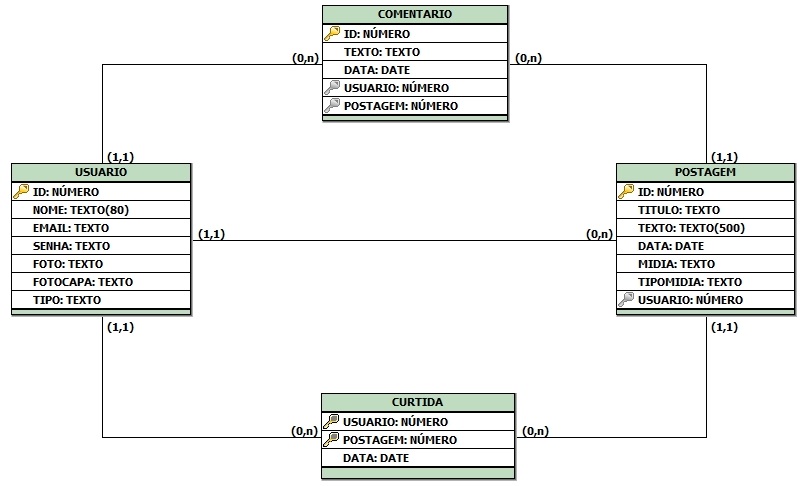 COMENTARIO
ID: NÚMERO
TEXTO: TEXTO
DATA: DATE
USUARIO: NÚMERO
POSTAGEM: NÚMERO
(0,n)
(0,n)
(1,1)
(1,1)
USUARIO
ID: NÚMERO
NOME: TEXTO(80)
EMAIL: TEXTO
SENHA: TEXTO
FOTO: TEXTO
FOTOCAPA: TEXTO
TIPO: TEXTO
(1,1)
(0,n)
POSTAGEM
ID: NÚMERO
TITULO: TEXTO
TEXTO: TEXTO(500)
DATA: DATE
MIDIA: TEXTO
TIPOMIDIA: TEXTO
USUARIO: NÚMERO
(1,1)
(1,1)
(0,n)
(0,n)
CURTIDA
USUARIO: NÚMERO
POSTAGEM: NÚMERO
DATA: DATE